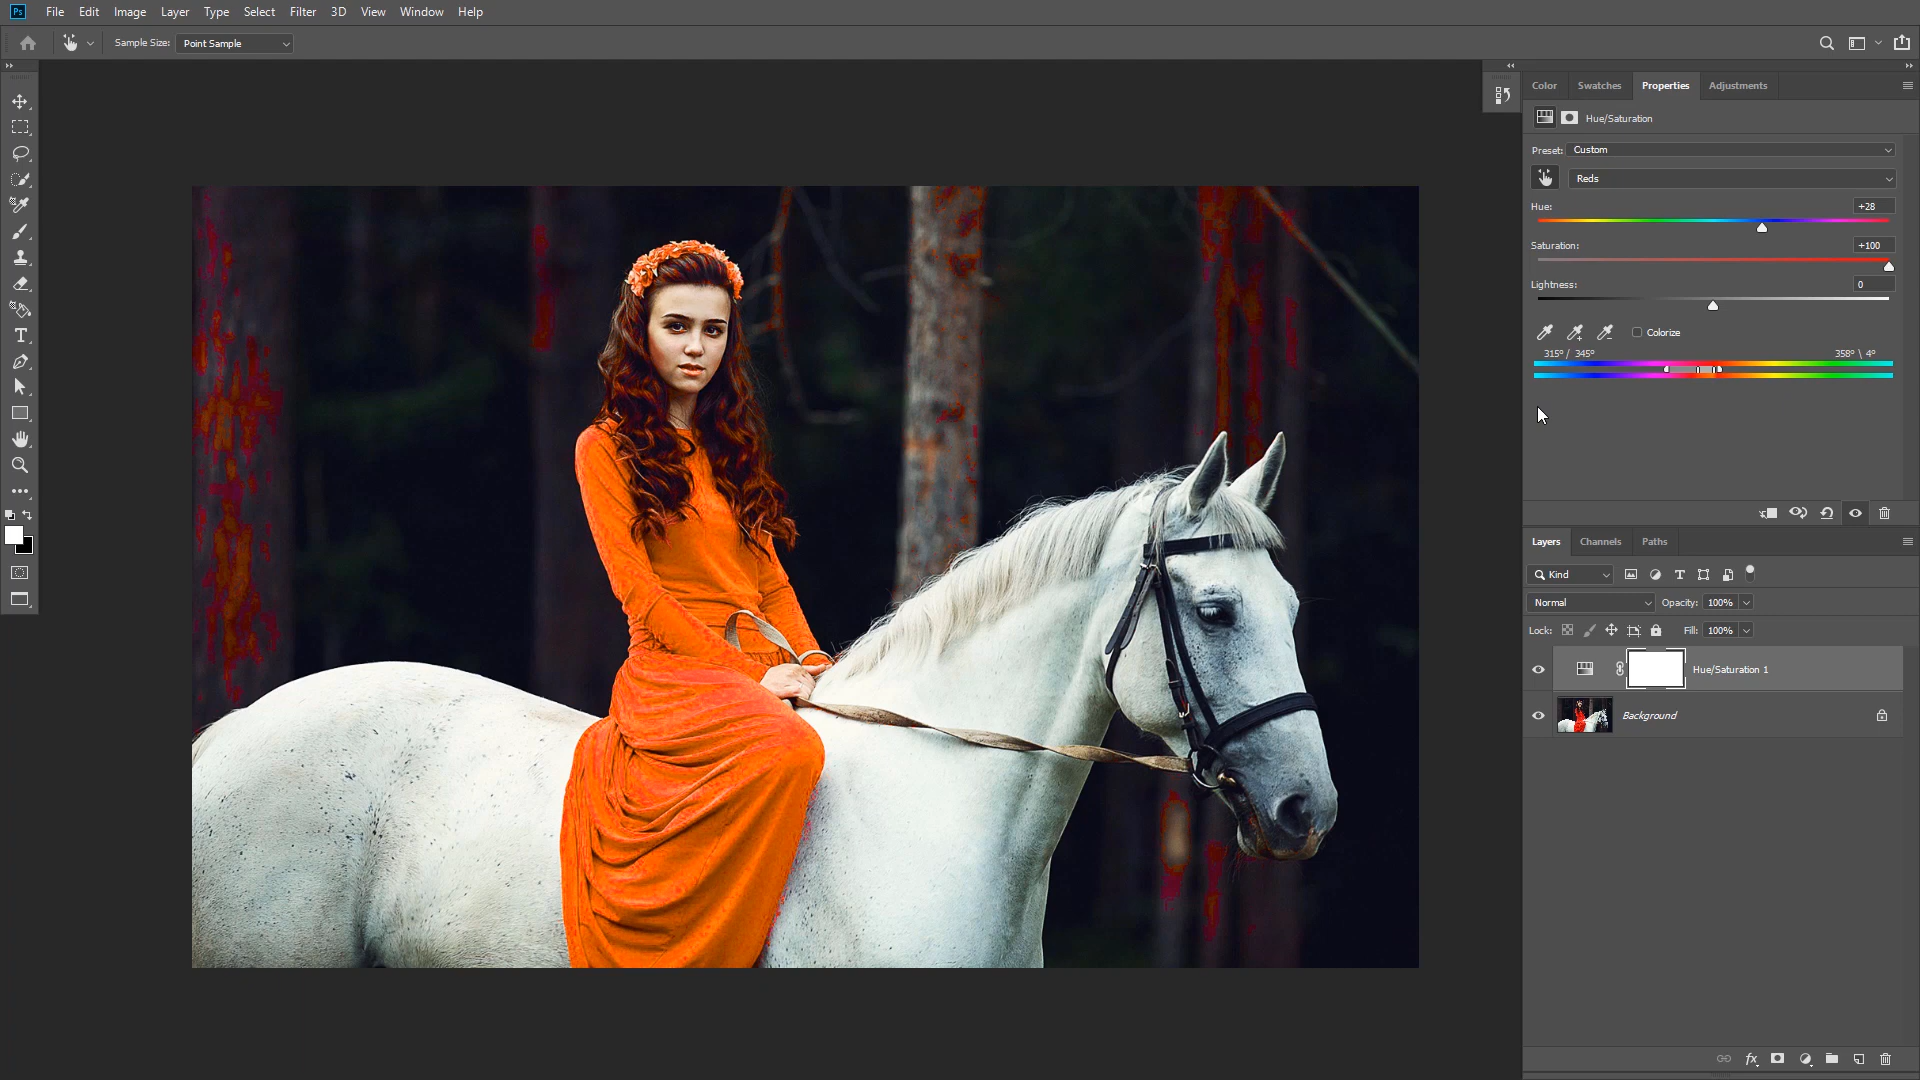 Ps File Edit Image Layer Type Select Filter 3D View Window Help
Sample Size: Point Sample
Color Swatches Properties Adjustments
Hue/Saturation
Preset: Custom
Reds
Hue: +28
Saturation: +100
Lightness: 0
Colorize
315º / 345º 358º \ 4º
Layers Channels Paths
Kind
Normal Opacity: 100%
Lock: Fill: 100%
Hue/Saturation 1
Background
fx